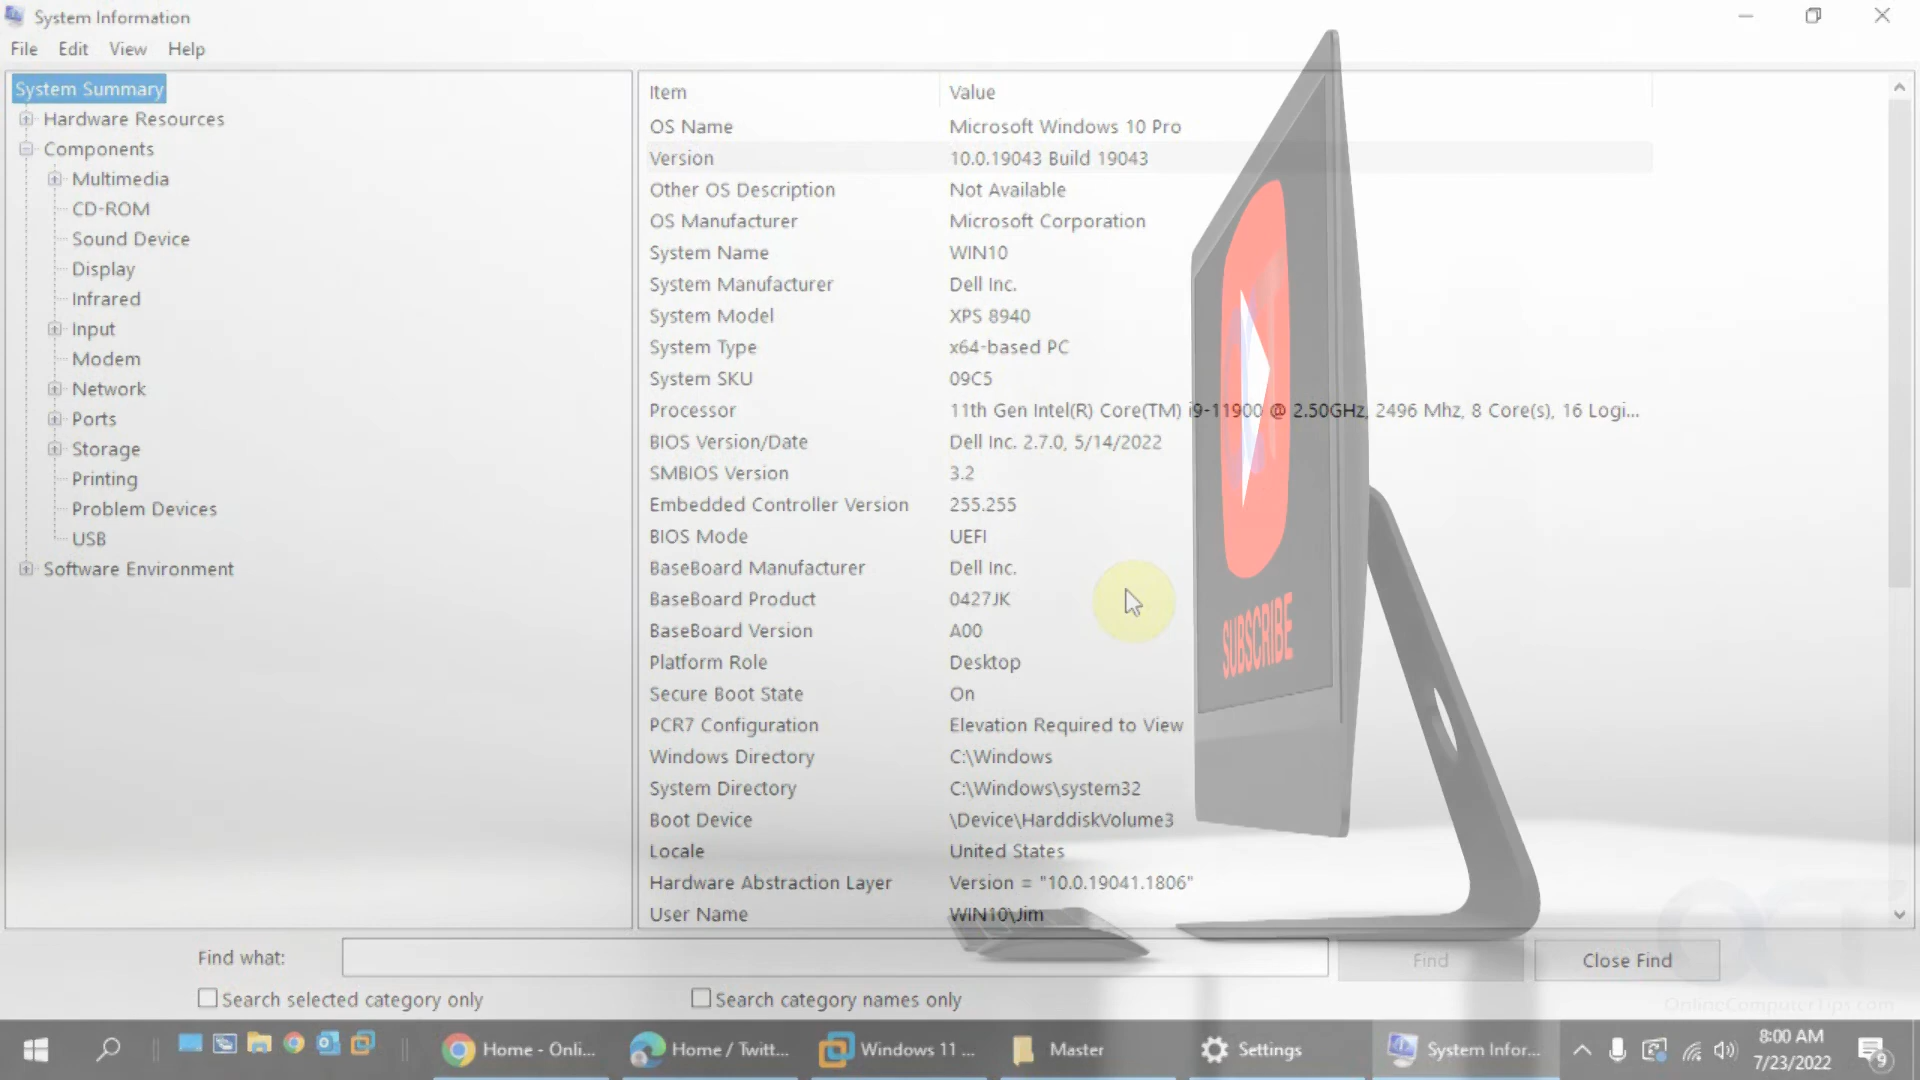 System Information
File Edit View Help
System Summary
Hardware Resources
Components
Multimedia
CD-ROM
Sound Device
Display
Infrared
Input
Modem
Network
Ports
Storage
Printing
Problem Devices
USB
Software Environment
Item Value
OS Name Microsoft Windows 10 Pro
Version 10.0.19043 Build 19043
Other OS Description Not Available
OS Manufacturer Microsoft Corporation
System Name WIN10
System Manufacturer Dell Inc.
System Model XPS 8940
System Type x64-based PC
System SKU 09C5
Processor 11th Gen Intel(R) Core(TM) i9-11900 @ 2.50GHz, 2496 Mhz, 8 Core(s), 16 Logi...
BIOS Version/Date Dell Inc. 2.7.0, 5/14/2022
SMBIOS Version 3.2
Embedded Controller Version 255.255
BIOS Mode UEFI
BaseBoard Manufacturer Dell Inc.
BaseBoard Product 0427JK
BaseBoard Version A00
Platform Role Desktop
Secure Boot State On
PCR7 Configuration Elevation Required to View
Windows Directory C:\Windows
System Directory C:\Windows\system32
Boot Device \Device\HarddiskVolume3
Locale United States
Hardware Abstraction Layer Version = "10.0.19041.1806"
User Name WIN10\Jim
SUBSCRIBE
Find what: Find Close Find
Search selected category only Search category names only
OCT
OnlineComputerTips.com
Home - Onli... Home / Twitt... Windows 11 ... Master Settings System Infor...
8:00 AM
7/23/2022
9